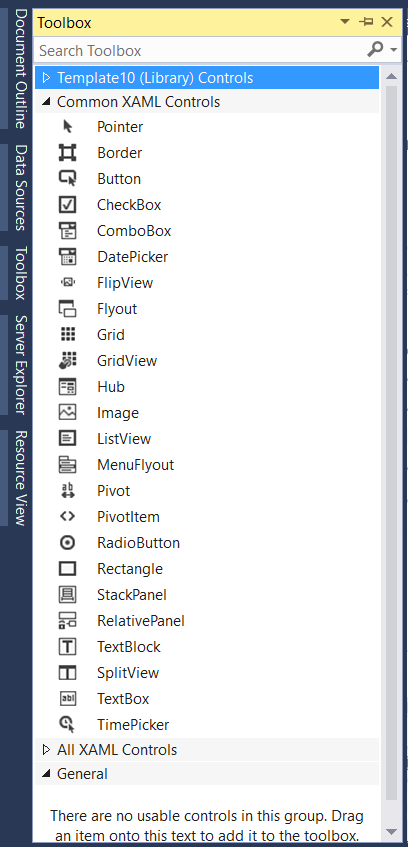 Toolbox
Search Toolbox
Template10 (Library) Controls
Common XAML Controls
Pointer
Border
Button
CheckBox
ComboBox
DatePicker
FlipView
Flyout
Grid
GridView
Hub
Image
ListView
MenuFlyout
Pivot
PivotItem
RadioButton
Rectangle
StackPanel
RelativePanel
TextBlock
SplitView
TextBox
TimePicker
All XAML Controls
General
There are no usable controls in this group. Drag
an item onto this text to add it to the toolbox.
Document Outline
Data Sources
Toolbox
Server Explorer
Resource View